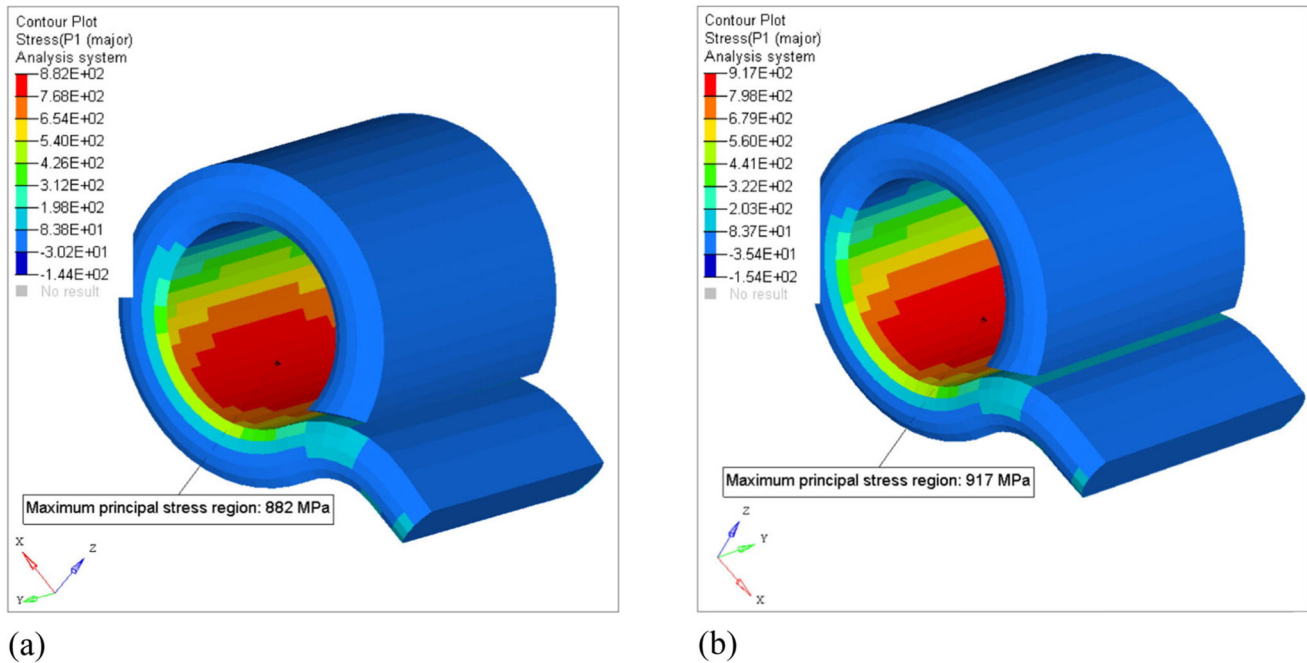 Contour Plot
Stress(P1 (major)
Analysis system
8.82E+02
7.68E+02
6.54E+02
5.40E+02
4.26E+02
3.12E+02
1.98E+02
8.38E+01
-3.02E+01
-1.44E+02
No result
Maximum principal stress region: 882 MPa
X
Z
Y
(a)
Contour Plot
Stress(P1 (major)
Analysis system
9.17E+02
7.98E+02
6.79E+02
5.60E+02
4.41E+02
3.22E+02
2.03E+02
8.37E+01
-3.54E+01
-1.54E+02
No result
Maximum principal stress region: 917 MPa
Z
Y
X
(b)